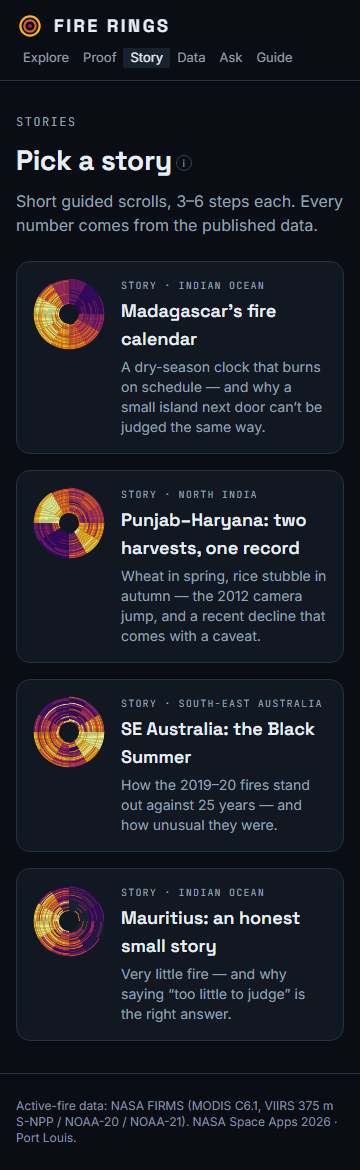 FIRE RINGS
Explore Proof Story Data Ask Guide
STORIES
Pick a story i
Short guided scrolls, 3–6 steps each. Every
number comes from the published data.
STORY · INDIAN OCEAN
Madagascar's fire
calendar
A dry-season clock that burns
on schedule — and why a
small island next door can't be
judged the same way.
STORY · NORTH INDIA
Punjab–Haryana: two
harvests, one record
Wheat in spring, rice stubble in
autumn — the 2012 camera
jump, and a recent decline that
comes with a caveat.
STORY · SOUTH-EAST AUSTRALIA
SE Australia: the Black
Summer
How the 2019–20 fires stand
out against 25 years — and
how unusual they were.
STORY · INDIAN OCEAN
Mauritius: an honest
small story
Very little fire — and why
saying “too little to judge” is
the right answer.
Active-fire data: NASA FIRMS (MODIS C6.1, VIIRS 375 m
S-NPP / NOAA-20 / NOAA-21). NASA Space Apps 2026 ·
Port Louis.